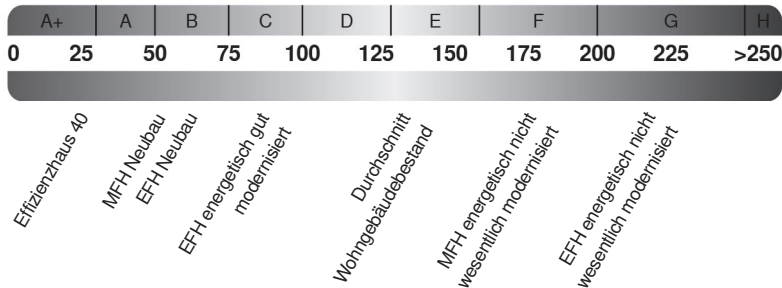 A+ A B C D E F G H
0 25 50 75 100 125 150 175 200 225 >250
Effizienzhaus 40
MFH Neubau
EFH Neubau
EFH energetisch gut
modernisiert
Durchschnitt
Wohngebäudebestand
MFH energetisch nicht
wesentlich modernisiert
EFH energetisch nicht
wesentlich modernisiert